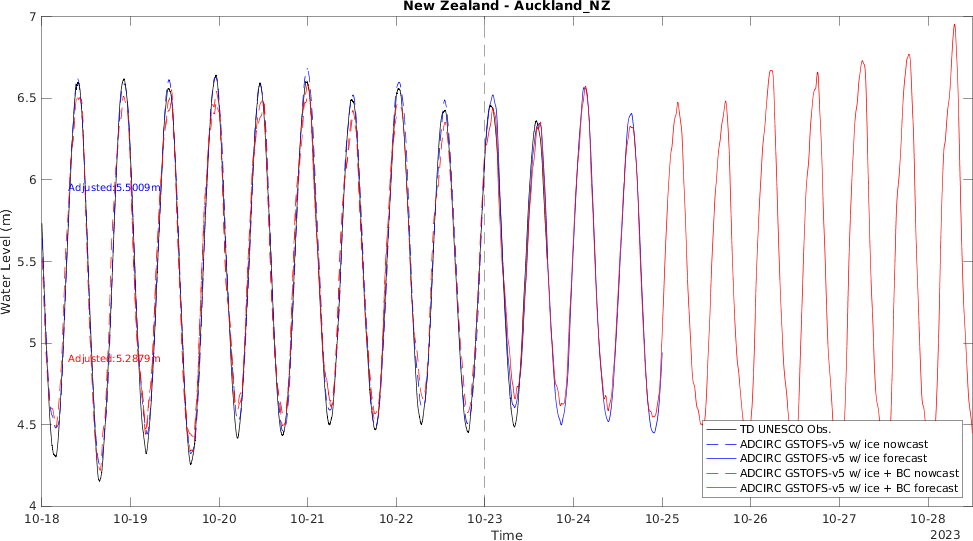 New Zealand - Auckland_NZ
7
6.5
6
5.5
5
4.5
4
Water Level (m)
Adjusted:5.5009m
Adjusted:5.2879m
TD UNESCO Obs.
ADCIRC GSTOFS-v5 w/ ice nowcast
ADCIRC GSTOFS-v5 w/ ice forecast
ADCIRC GSTOFS-v5 w/ ice + BC nowcast
ADCIRC GSTOFS-v5 w/ ice + BC forecast
10-18 10-19 10-20 10-21 10-22 10-23 10-24 10-25 10-26 10-27 10-28
2023
Time